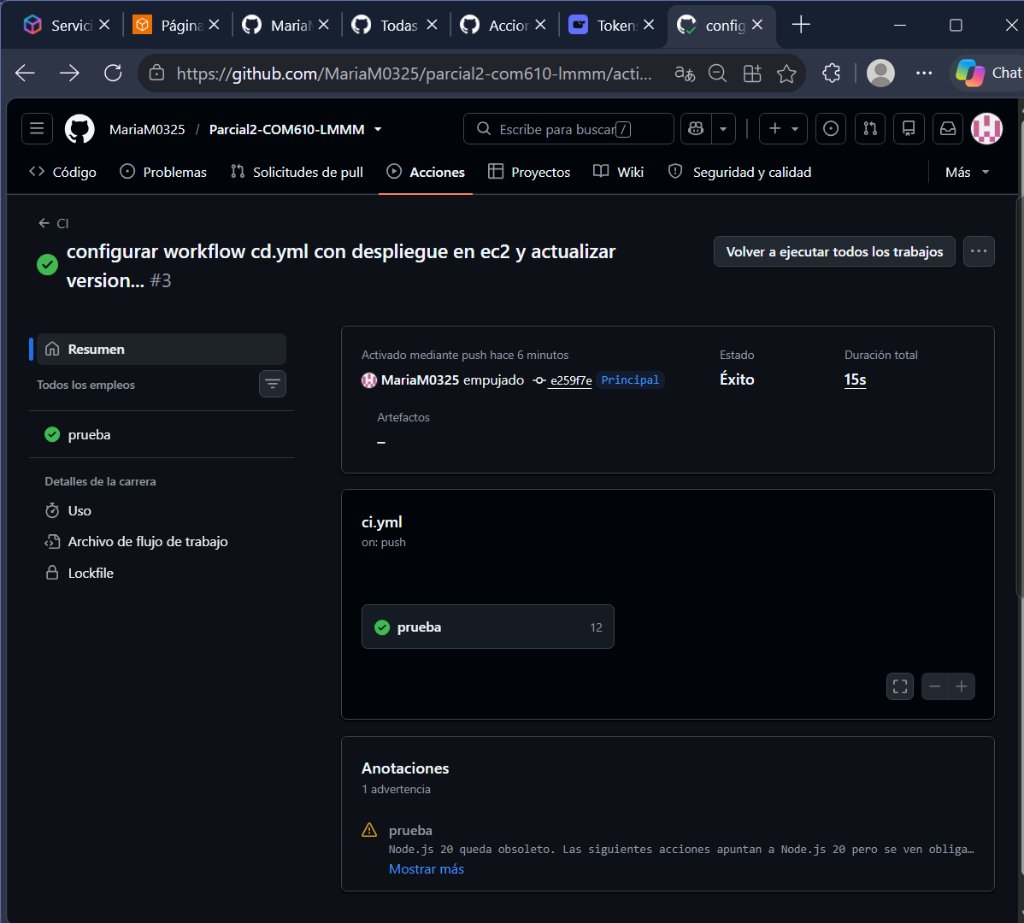 Servic
Página
Maria
Todas
Accior
Token:
config
https://github.com/MariaM0325/parcial2-com610-lmmm/acti...
Chat
MariaM0325 / Parcial2-COM610-LMMM
Escribe para buscar /
Código
Problemas
Solicitudes de pull
Acciones
Proyectos
Wiki
Seguridad y calidad
Más
CI
configurar workflow cd.yml con despliegue en ec2 y actualizar
version... #3
Volver a ejecutar todos los trabajos
Resumen
Todos los empleos
prueba
Detalles de la carrera
Uso
Archivo de flujo de trabajo
Lockfile
Activado mediante push hace 6 minutos
MariaM0325 empujado e259f7e Principal
Estado
Éxito
Duración total
15s
Artefactos
–
ci.yml
on: push
prueba 12
Anotaciones
1 advertencia
prueba
Node.js 20 queda obsoleto. Las siguientes acciones apuntan a Node.js 20 pero se ven obliga…
Mostrar más